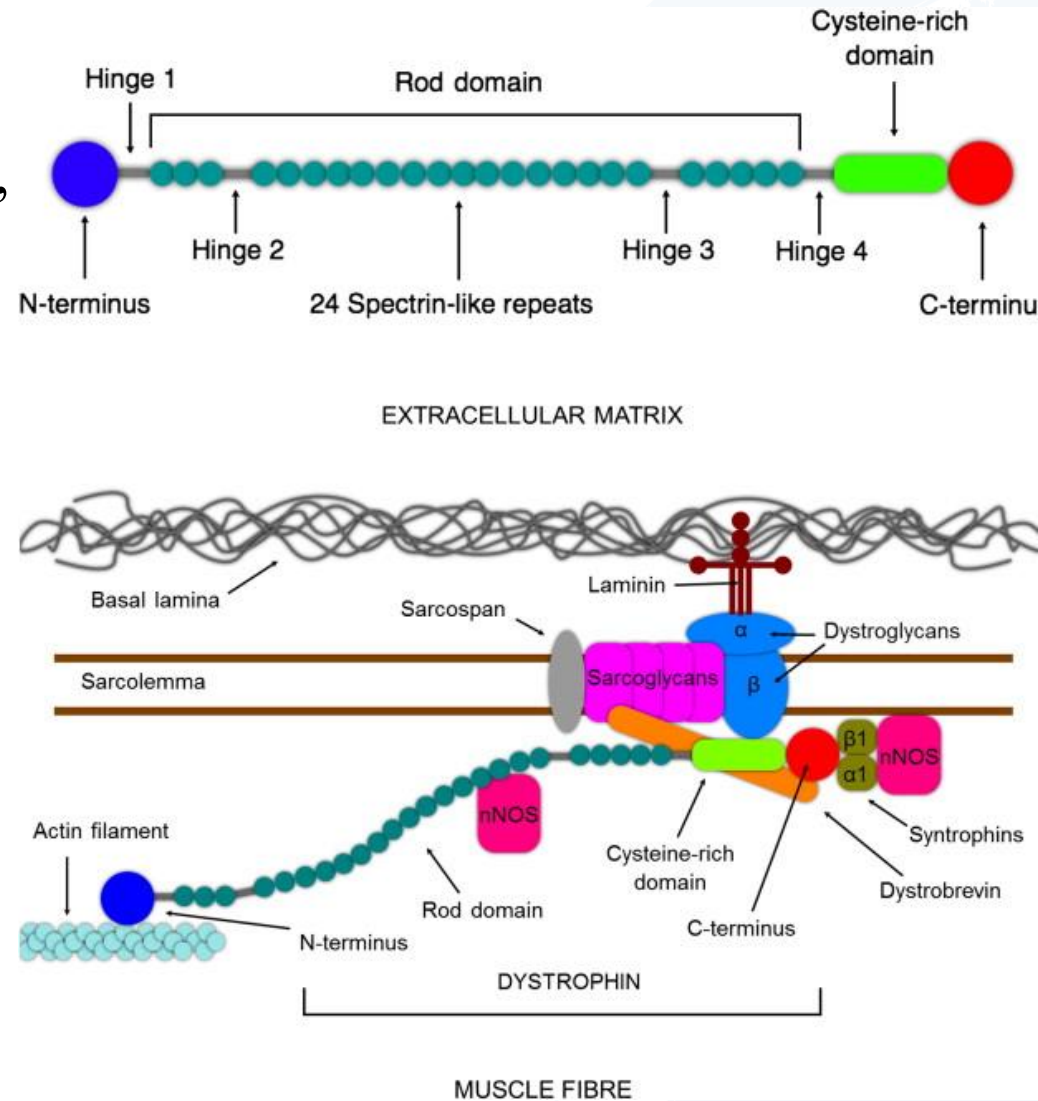 Cysteine-rich
domain
Hinge 1
Rod domain
,
Hinge 2
Hinge 3
Hinge 4
N-terminus
24 Spectrin-like repeats
C-terminu
EXTRACELLULAR MATRIX
Basal lamina
Laminin
Sarcospan
α
Dystroglycans
Sarcolemma
Sarcoglycans
β
β1
α1
nNOS
nNOS
Actin filament
Syntrophins
Cysteine-rich
domain
Dystrobrevin
Rod domain
C-terminus
N-terminus
DYSTROPHIN
MUSCLE FIBRE